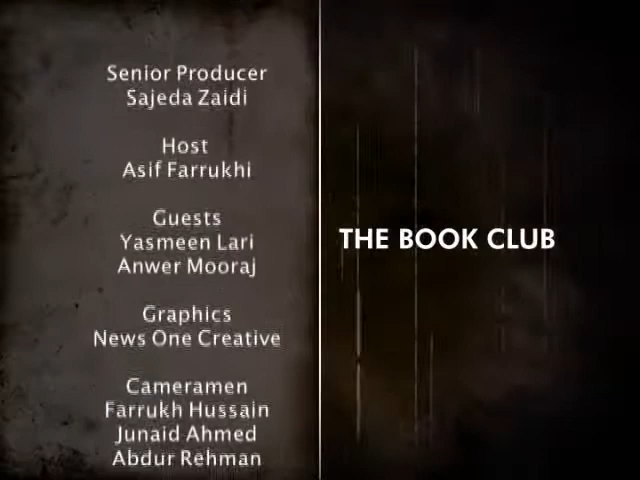 Senior Producer
Sajeda Zaidi
Host
Asif Farrukhi
Guests
Yasmeen Lari
Anwer Mooraj
Graphics
News One Creative
Cameramen
Farrukh Hussain
Junaid Ahmed
Abdur Rehman
THE BOOK CLUB